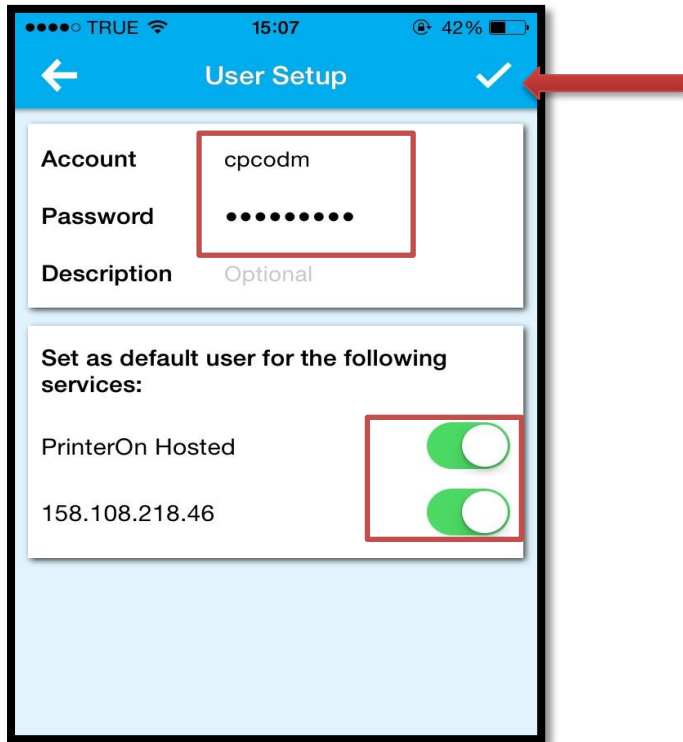 TRUE 15:07 42%
User Setup
Account cpcodm
Password •••••••••
Description Optional
Set as default user for the following
services:
PrinterOn Hosted
158.108.218.46